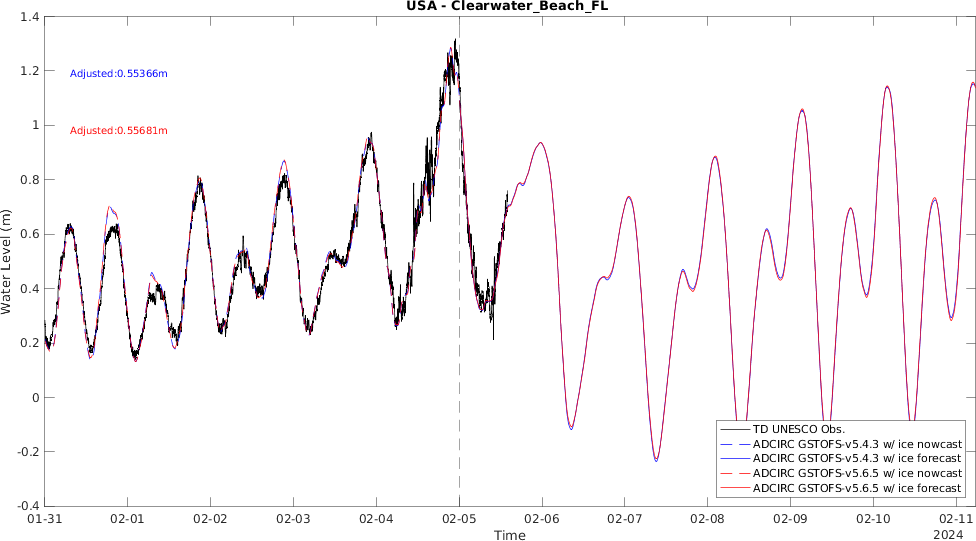 USA - Clearwater_Beach_FL
Water Level (m)
1.4
1.2
1
0.8
0.6
0.4
0.2
0
-0.2
-0.4
Adjusted:0.55366m
Adjusted:0.55681m
TD UNESCO Obs.
ADCIRC GSTOFS-v5.4.3 w/ ice nowcast
ADCIRC GSTOFS-v5.4.3 w/ ice forecast
ADCIRC GSTOFS-v5.6.5 w/ ice nowcast
ADCIRC GSTOFS-v5.6.5 w/ ice forecast
01-31 02-01 02-02 02-03 02-04 02-05 02-06 02-07 02-08 02-09 02-10 02-11
Time
2024